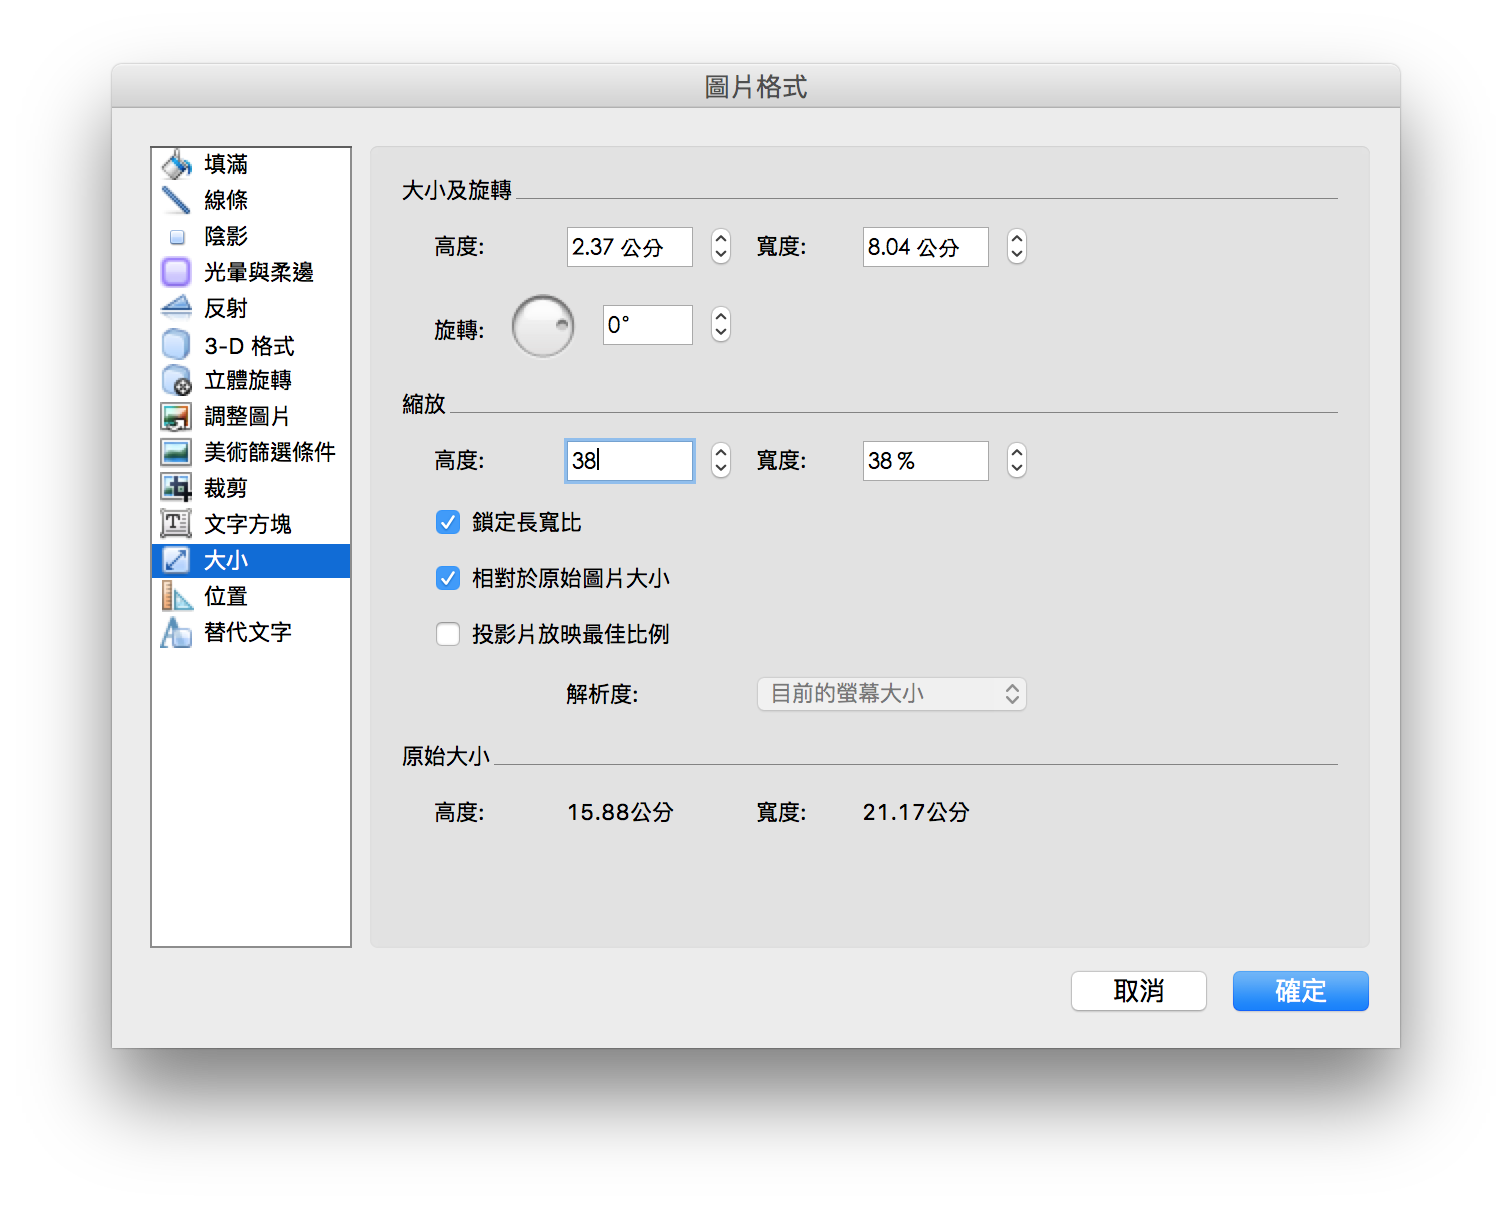 圖片格式
填滿
線條
陰影
光暈與柔邊
反射
3-D 格式
立體旋轉
調整圖片
美術篩選條件
裁剪
文字方塊
大小
位置
替代文字
大小及旋轉
高度: 2.37 公分 寬度: 8.04 公分
旋轉: 0°
縮放
高度: 38 寬度: 38 %
鎖定長寬比
相對於原始圖片大小
投影片放映最佳比例
解析度: 目前的螢幕大小
原始大小
高度: 15.88公分 寬度: 21.17公分
取消 確定